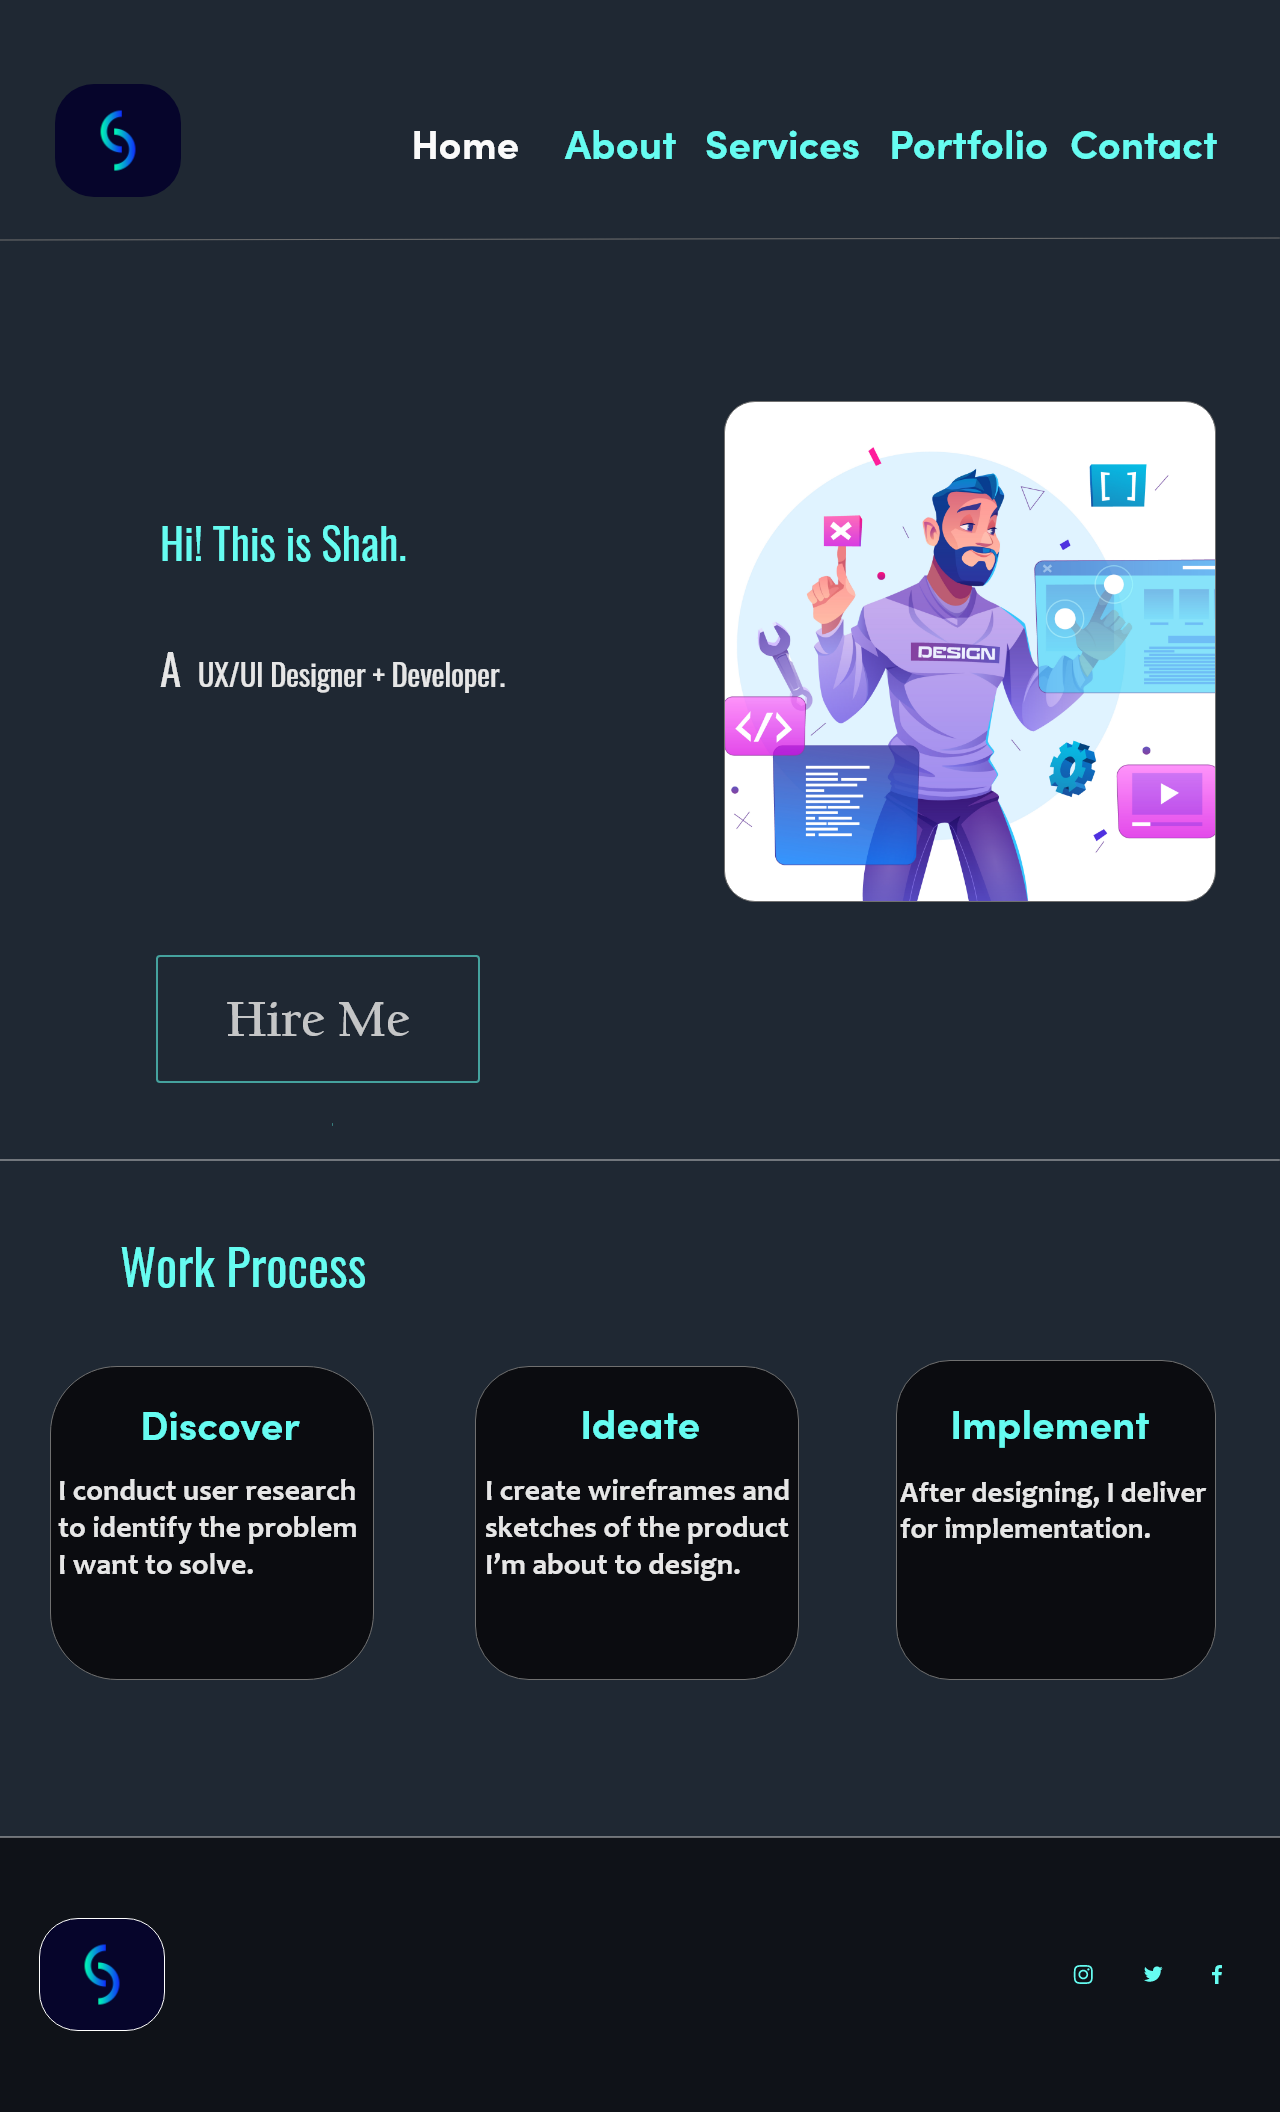 Home About Services Portfolio Contact
Hi! This is Shah.
A UX/UI Designer + Developer.
DESIGN
[ ]
</>
Hire Me
Work Process
Discover
I conduct user research
to identify the problem
I want to solve.
Ideate
I create wireframes and
sketches of the product
I’m about to design.
Implement
After designing, I deliver
for implementation.